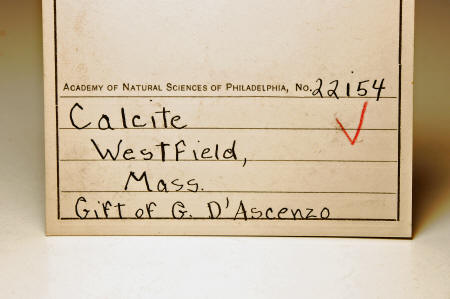 Academy of Natural Sciences of Philadelphia, No. 22154
Calcite
Westfield,
Mass.
Gift of G. D'Ascenzo